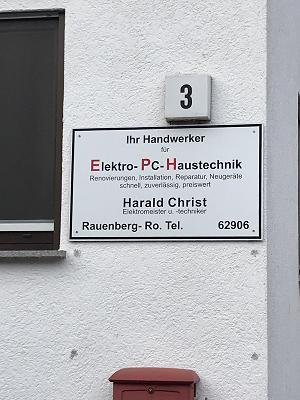 3
Ihr Handwerker
für
Elektro- PC- Haustechnik
Renovierungen, Installation, Reparatur, Neugeräte
schnell, zuverlässig, preiswert
Harald Christ
Elektromeister u. -techniker
Rauenberg- Ro. Tel. 62906